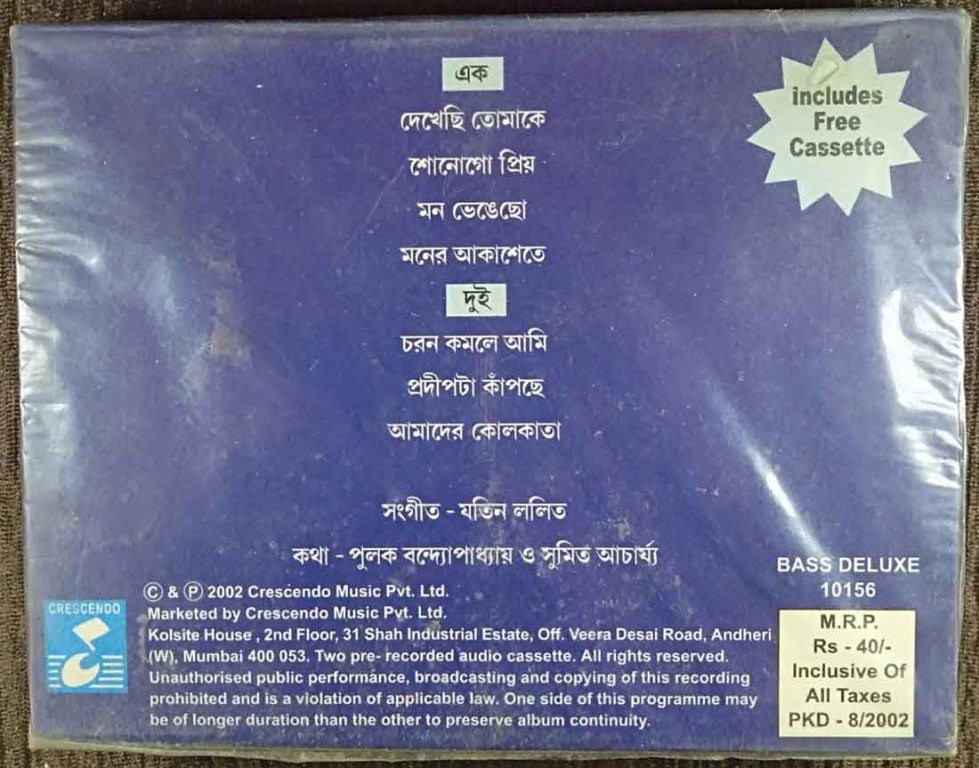 এক
দেখেছি তোমাকে
শোনোগো প্রিয়
মন ভেঙেছো
মনের আকাশেতে
includes
Free
Cassette
দুই
চরন কমলে আমি
প্রদীপটা কাঁপছে
আমাদের কোলকাতা
সংগীত - যতিন ললিত
কথা - পুলক বন্দ্যোপাধ্যায় ও সুমিত আচার্য্য
CRESCENDO
© & ℗ 2002 Crescendo Music Pvt. Ltd.
Marketed by Crescendo Music Pvt. Ltd.
Kolsite House , 2nd Floor, 31 Shah Industrial Estate, Off. Veera Desai Road, Andheri
(W), Mumbai 400 053. Two pre- recorded audio cassette. All rights reserved.
Unauthorised public performance, broadcasting and copying of this recording
prohibited and is a violation of applicable law. One side of this programme may
be of longer duration than the other to preserve album continuity.
BASS DELUXE
10156
M.R.P.
Rs - 40/-
Inclusive Of
All Taxes
PKD - 8/2002